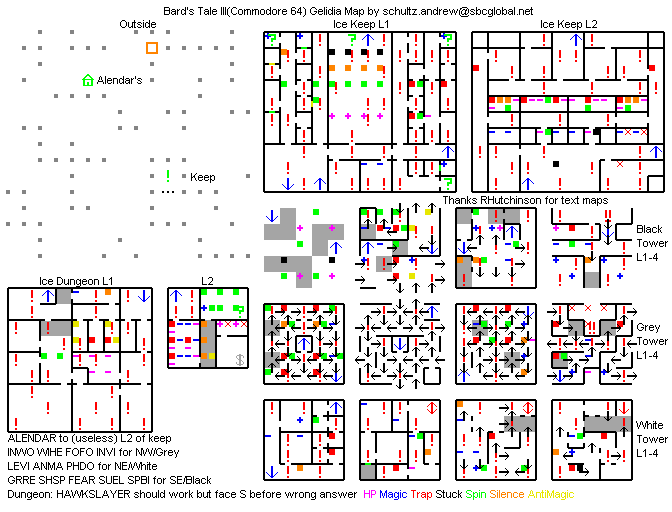 Bard's Tale III(Commodore 64) Gelidia Map by schultz.andrew@sbcglobal.net
Outside
Ice Keep L1
Ice Keep L2
Alendar's
Keep
Thanks RHutchinson for text maps
Black
Tower
L1-4
Ice Dungeon L1
L2
Grey
Tower
L1-4
White
Tower
L1-4
ALENDAR to (useless) L2 of keep
INWO WIHE FOFO INVI for NW/Grey
LEVI ANMA PHDO for NE/White
GRRE SHSP FEAR SUEL SPBI for SE/Black
Dungeon: HAWKSLAYER should work but face S before wrong answer HP Magic Trap Stuck Spin Silence AntiMagic